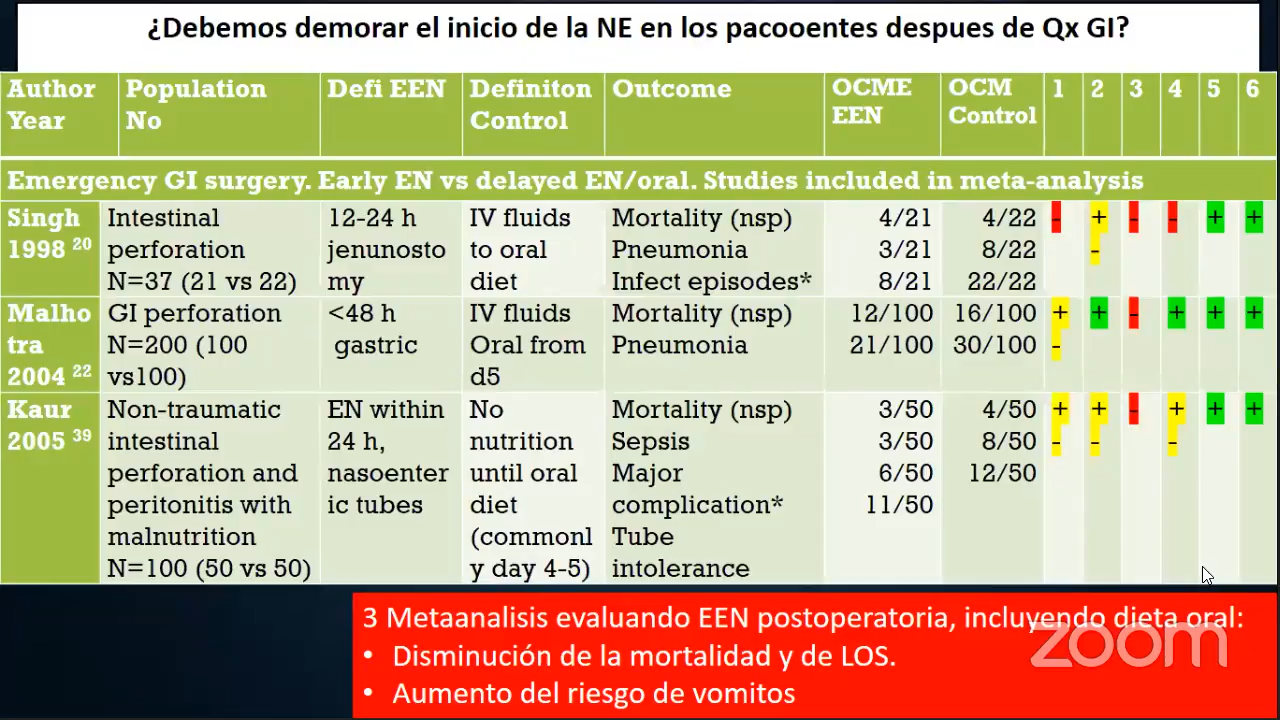 ¿Debemos demorar el inicio de la NE en los pacooentes despues de Qx GI?
Author Year | Population No | Defi EEN | Definiton Control | Outcome | OCME EEN | OCM Control | 1 | 2 | 3 | 4 | 5 | 6
Emergency GI surgery. Early EN vs delayed EN/oral. Studies included in meta-analysis
Singh
1998 20
Intestinal
perforation
N=37 (21 vs 22)
12-24 h
jenunosto
my
IV fluids
to oral
diet
Mortality (nsp)
Pneumonia
Infect episodes*
4/21
3/21
8/21
4/22
8/22
22/22
- | + - | - | - | + | +
Malho
tra
2004 22
GI perforation
N=200 (100
vs100)
<48 h
gastric
IV fluids
Oral from
d5
Mortality (nsp)
Pneumonia
12/100
21/100
16/100
30/100
+ - | + | - | + | + | +
Kaur
2005 39
Non-traumatic
intestinal
perforation and
peritonitis with
malnutrition
N=100 (50 vs 50)
EN within
24 h,
nasoenter
ic tubes
No
nutrition
until oral
diet
(commonl
y day 4-5)
Mortality (nsp)
Sepsis
Major
complication*
Tube
intolerance
3/50
3/50
6/50
11/50
4/50
8/50
12/50
+ - | + - | - | + - | + | +
3 Metaanalisis evaluando EEN postoperatoria, incluyendo dieta oral:
• Disminución de la mortalidad y de LOS.
• Aumento del riesgo de vomitos
zoom